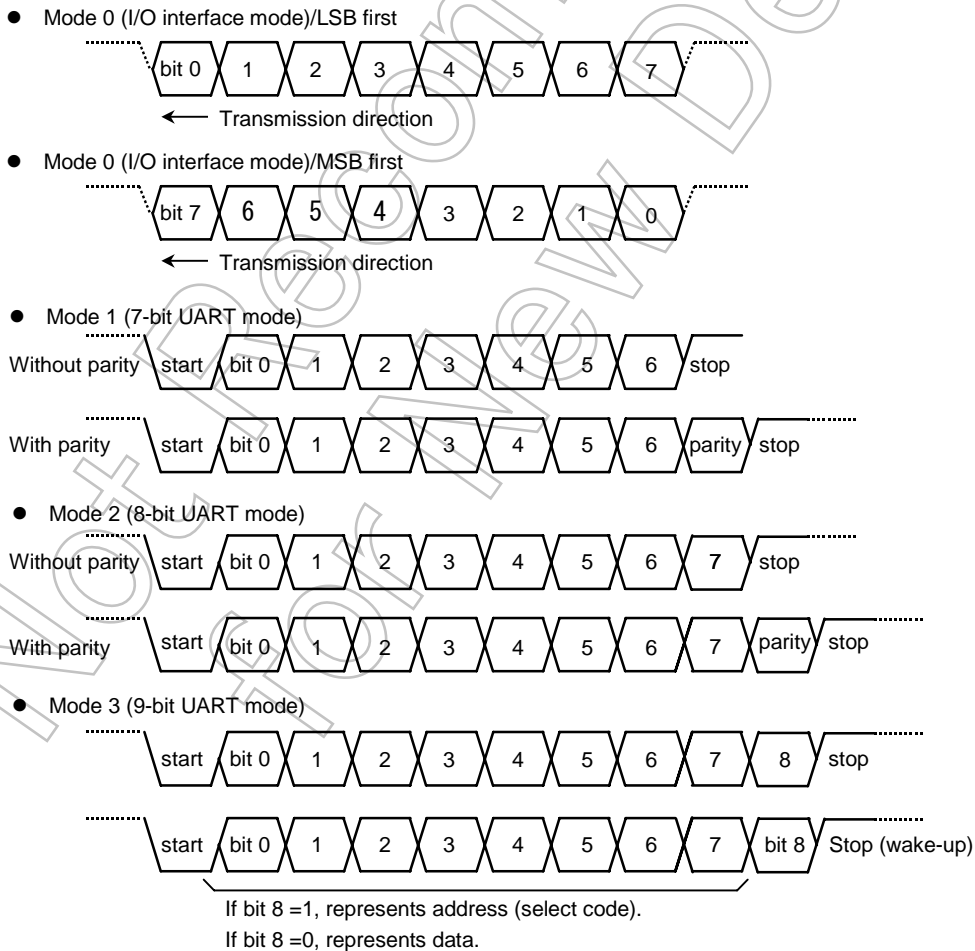 ● Mode 0 (I/O interface mode)/LSB first
bit 0 1 2 3 4 5 6 7
← Transmission direction
● Mode 0 (I/O interface mode)/MSB first
bit 7 6 5 4 3 2 1 0
← Transmission direction
● Mode 1 (7-bit UART mode)
Without parity start bit 0 1 2 3 4 5 6 stop
With parity start bit 0 1 2 3 4 5 6 parity stop
● Mode 2 (8-bit UART mode)
Without parity start bit 0 1 2 3 4 5 6 7 stop
With parity start bit 0 1 2 3 4 5 6 7 parity stop
● Mode 3 (9-bit UART mode)
start bit 0 1 2 3 4 5 6 7 8 stop
start bit 0 1 2 3 4 5 6 7 bit 8 Stop (wake-up)
If bit 8 =1, represents address (select code).
If bit 8 =0, represents data.
Not Recom
for New De